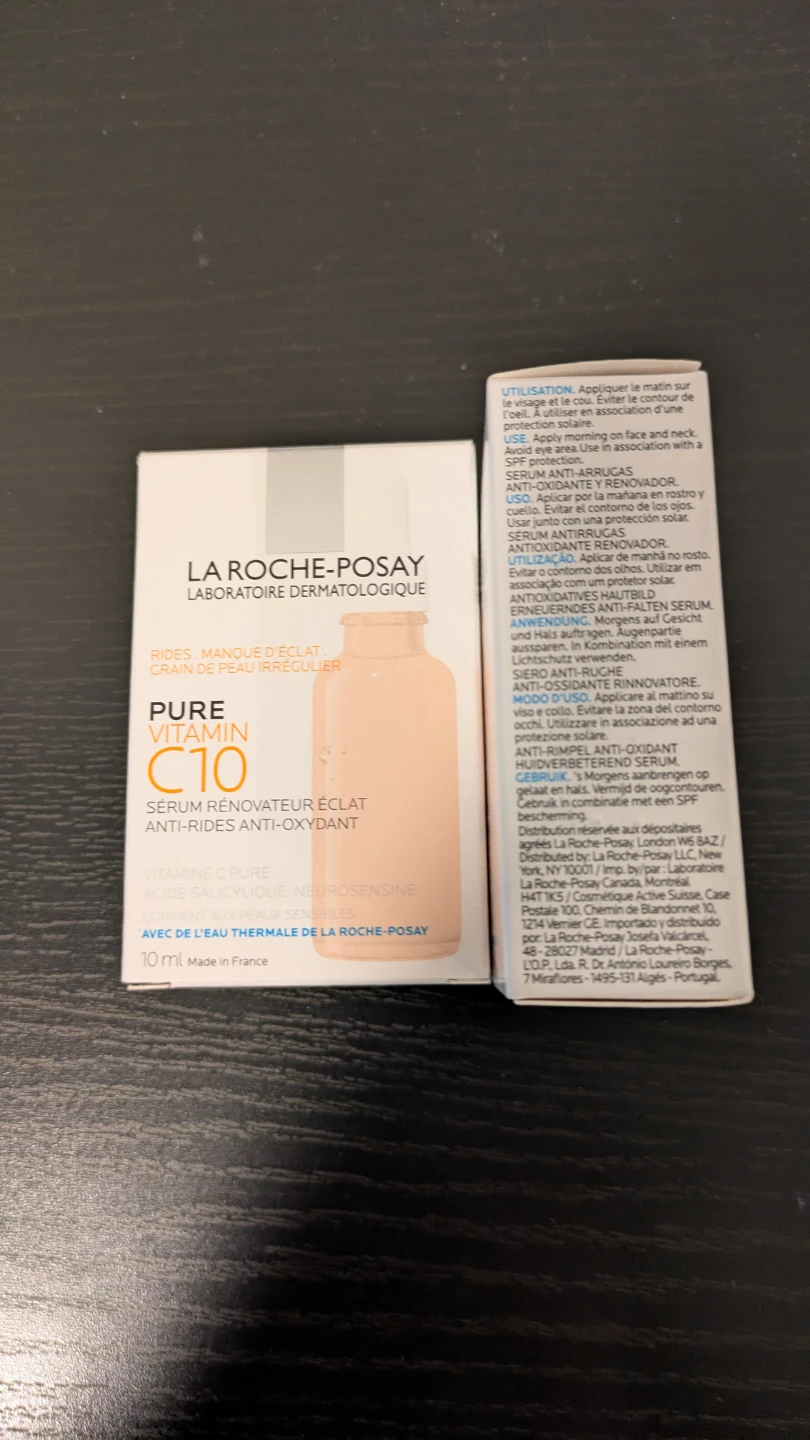 LA ROCHE-POSAY
LABORATOIRE DERMATOLOGIQUE
RIDES . MANQUE D'ÉCLAT .
GRAIN DE PEAU IRRÉGULIER
PURE
VITAMIN
C10
SÉRUM RÉNOVATEUR ÉCLAT
ANTI-RIDES ANTI-OXYDANT
VITAMINE C PURE.
ACIDE SALICYLIQUE. NEUROSENSINE
CONVIENT AUX PEAUX SENSIBLES
AVEC DE L'EAU THERMALE DE LA ROCHE-POSAY
10 ml Made in France
UTILISATION. Appliquer le matin sur
le visage et le cou. Éviter le contour de
l'oeil. À utiliser en association d'une
protection solaire.
USE. Apply morning on face and neck.
Avoid eye area. Use in association with a
SPF protection.
SERUM ANTI-ARRUGAS
ANTI-OXIDANTE Y RENOVADOR.
USO. Aplicar por la mañana en rostro y
cuello. Evitar el contorno de los ojos.
Usar junto con una protección solar.
SÉRUM ANTIRRUGAS
ANTIOXIDANTE RENOVADOR.
UTILIZAÇÃO. Aplicar de manhã no rosto.
Evitar o contorno dos olhos. Utilizar em
associação com um protetor solar.
ANTIOXIDATIVES HAUTBILD
ERNEUERNDES ANTI-FALTEN SERUM.
ANWENDUNG. Morgens auf Gesicht
und Hals auftragen. Augenpartie
aussparen. In Kombination mit einem
Lichtschutz verwenden.
SIERO ANTI-RUGHE
ANTI-OSSIDANTE RINNOVATORE.
MODO D'USO. Applicare al mattino su
viso e collo. Evitare la zona del contorno
occhi. Utilizzare in associazione ad una
protezione solare.
ANTI-RIMPEL ANTI-OXIDANT
HUIDVERBETEREND SERUM.
GEBRUIK. 's Morgens aanbrengen op
gelaat en hals. Vermijd de oogcontouren.
Gebruik in combinatie met een SPF
bescherming.
Distribution réservée aux dépositaires
agréés La Roche-Posay, London W6 8AZ /
Distributed by: La Roche-Posay LLC, New
York, NY 10001 / Imp. by/par : Laboratoire
La Roche-Posay Canada, Montréal
H4T 1K5 / Cosmétique Active Suisse, Case
Postale 100, Chemin de Blandonnet 10,
1214 Vernier GE. Importado y distribuido
por: La Roche-Posay Josefa Valcárcel,
48 - 28027 Madrid / La Roche-Posay -
L'O.P., Lda. R. Dr. António Loureiro Borges,
7 Miraflores - 1495-131 Algés - Portugal.